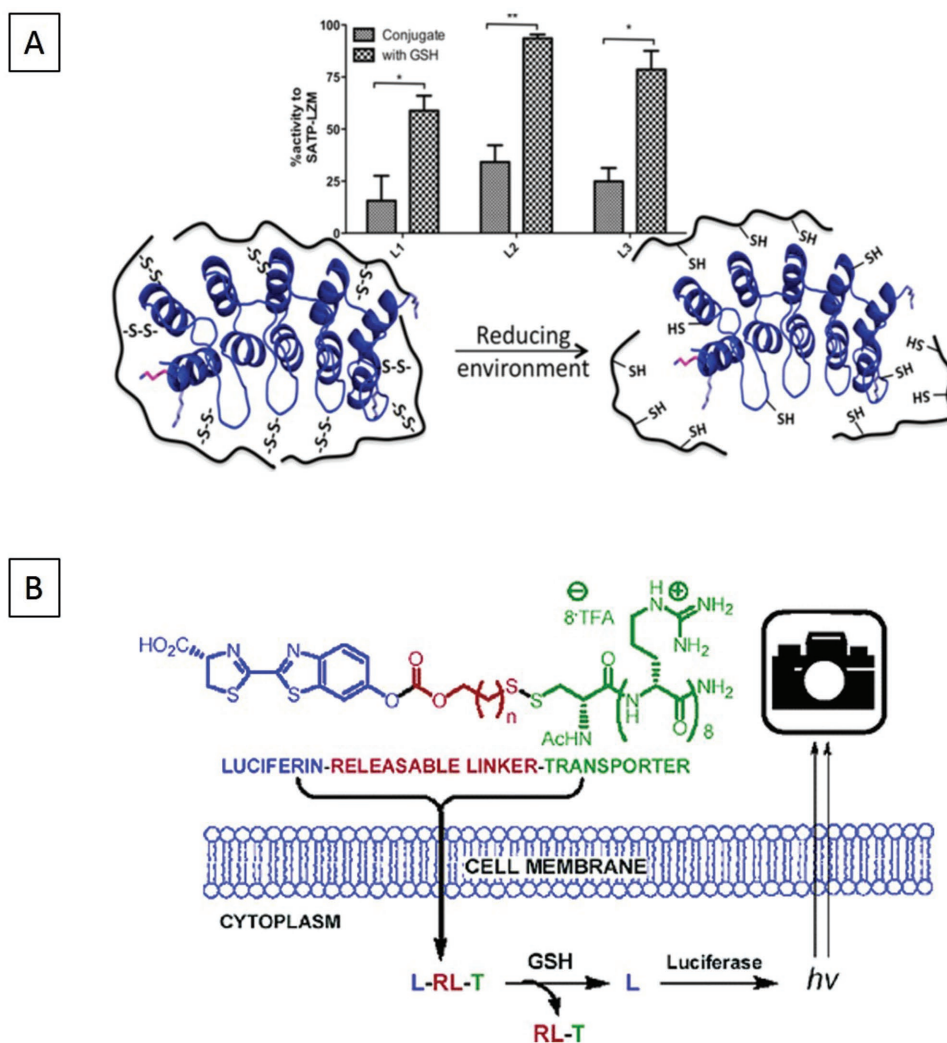 A
100
75
50
25
0
%activity to
SATP-LZM
Conjugate
with GSH
*
**
*
L1
L2
L3
-S-S-
-S-S-
-S-S-
-S-S-
-S-S-
-S-S-
-S-S-
-S-S-
-S-S-
Reducing
environment
SH
SH
SH
SH
HS
SH
SH
SH
SH
SH
SH
HS
HS
B
HO2C
N
S
N
S
O
O
O
n
S
S
⊖
8·TFA
H
N
⊕
NH2
NH2
O
AcHN
N
H
O
8
NH2
LUCIFERIN-RELEASABLE LINKER-TRANSPORTER
CELL MEMBRANE
CYTOPLASM
L-RL-T
GSH
L
Luciferase
hν
RL-T